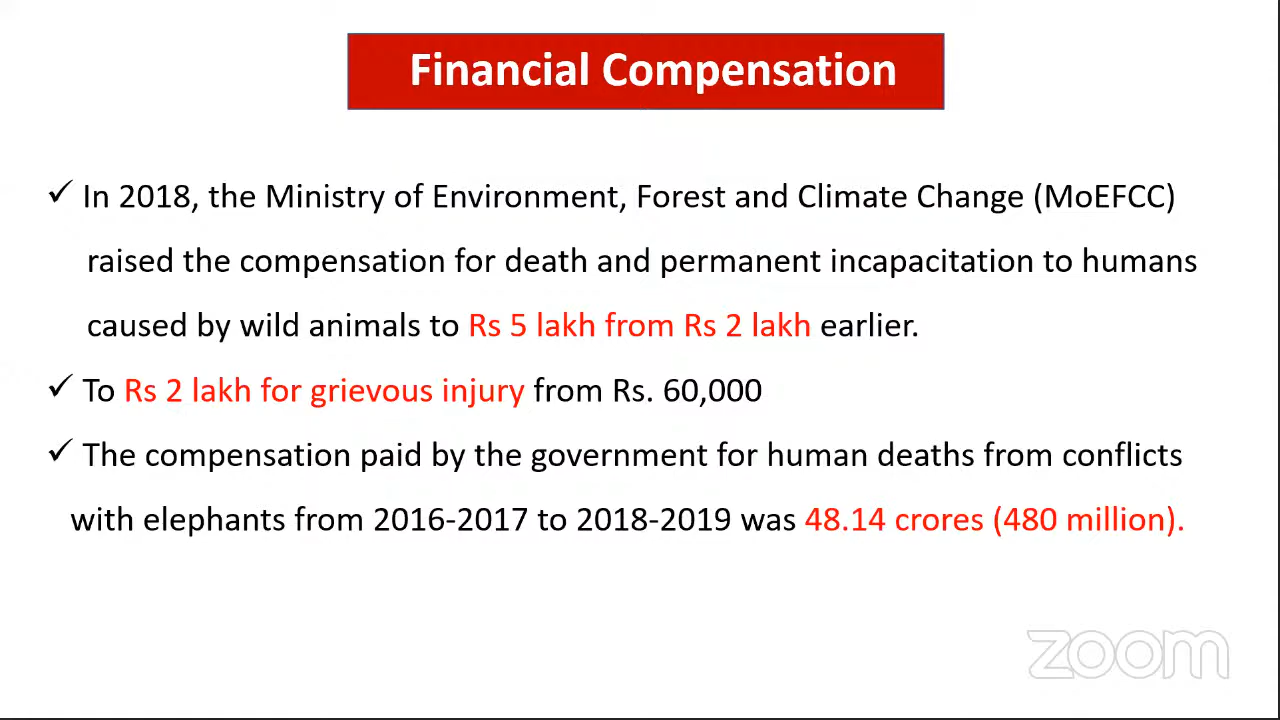 Financial Compensation
✓ In 2018, the Ministry of Environment, Forest and Climate Change (MoEFCC)
raised the compensation for death and permanent incapacitation to humans
caused by wild animals to Rs 5 lakh from Rs 2 lakh earlier.
✓ To Rs 2 lakh for grievous injury from Rs. 60,000
✓ The compensation paid by the government for human deaths from conflicts
with elephants from 2016-2017 to 2018-2019 was 48.14 crores (480 million).
zoom